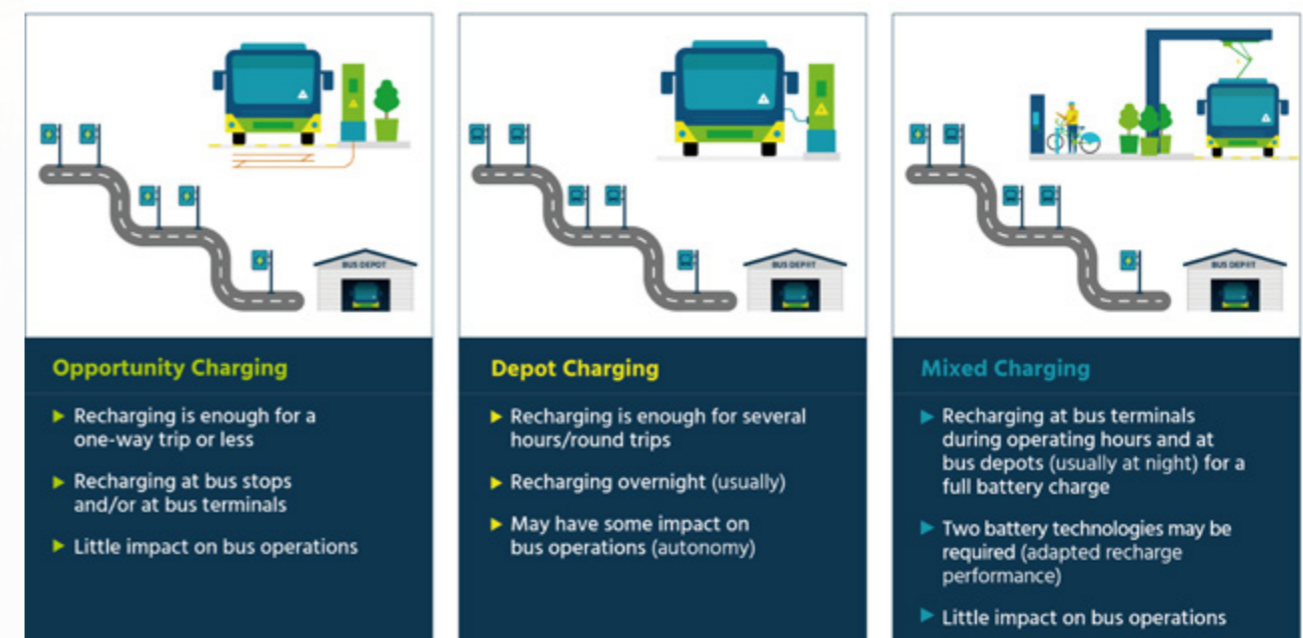 BUS DEPOT
Opportunity Charging
Recharging is enough for a
one-way trip or less
Recharging at bus stops
and/or at bus terminals
Little impact on bus operations
BUS DEPOT
Depot Charging
Recharging is enough for several
hours/round trips
Recharging overnight (usually)
May have some impact on
bus operations (autonomy)
BUS DEPOT
Mixed Charging
Recharging at bus terminals
during operating hours and at
bus depots (usually at night) for a
full battery charge
Two battery technologies may be
required (adapted recharge
performance)
Little impact on bus operations